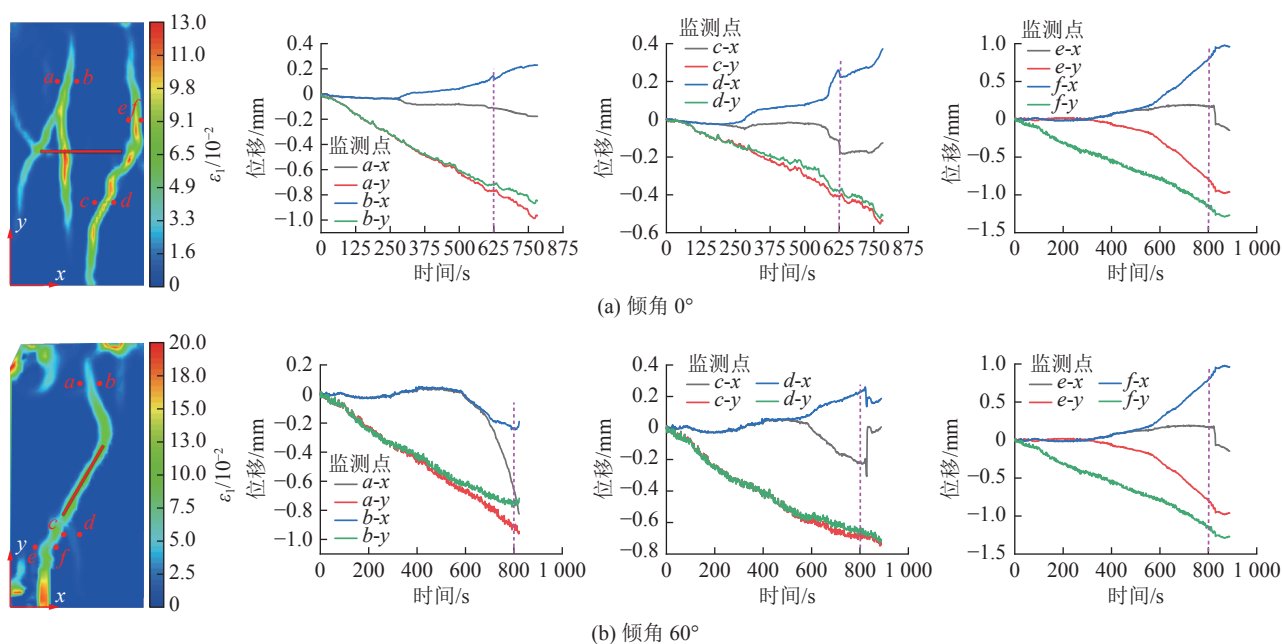 13.0
11.4
9.8
9.1
6.5
4.9
3.3
1.6
0
ε₁/10⁻²
a b
e f
c d
y
x
0.4
0.2
0
−0.2
−0.4
−0.6
−0.8
−1.0
位移/mm
监测点
a-x
a-y
b-x
b-y
0 125 250 375 500 625 750 875
时间/s
0.4
0.2
0
−0.2
−0.4
−0.6
位移/mm
监测点
c-x
c-y
d-x
d-y
0 125 250 375 500 625 750 875
时间/s
1.0
0.5
0
−0.5
−1.0
−1.5
位移/mm
监测点
e-x
e-y
f-x
f-y
0 200 400 600 800 1 000
时间/s
(a) 倾角 0°
20.0
18.0
15.0
13.0
10.0
7.5
5.0
2.5
0
ε₁/10⁻²
a b
c d
e f
y
x
0.2
0
−0.2
−0.4
−0.6
−0.8
−1.0
位移/mm
监测点
a-x
a-y
b-x
b-y
0 200 400 600 800 1 000
时间/s
0.4
0.2
0
−0.2
−0.4
−0.6
−0.8
位移/mm
监测点
c-x d-x
c-y d-y
0 200 400 600 800 1 000
时间/s
1.0
0.5
0
−0.5
−1.0
−1.5
位移/mm
监测点
e-x f-x
e-y f-y
0 200 400 600 800 1 000
时间/s
(b) 倾角 60°